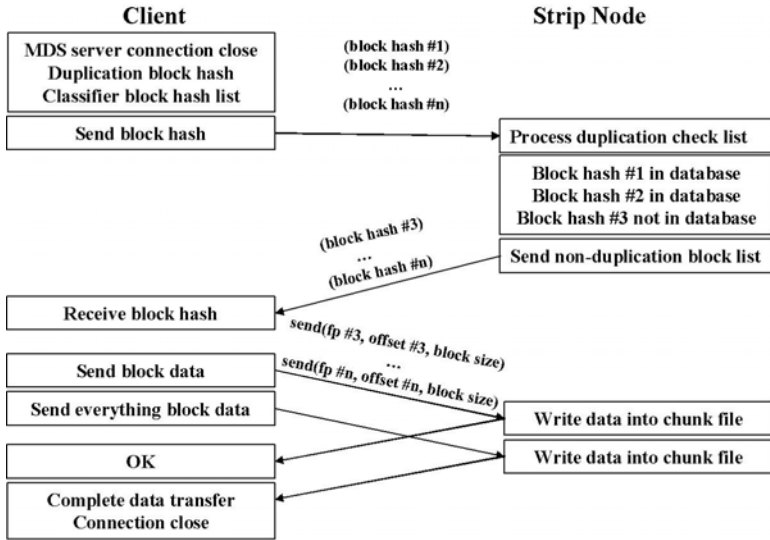 Client
Strip Node
MDS server connection close
Duplication block hash
Classifier block hash list
(block hash #1)
(block hash #2)
...
(block hash #n)
Send block hash
Process duplication check list
Block hash #1 in database
Block hash #2 in database
Block hash #3 not in database
(block hash #3)
...
(block hash #n)
Send non-duplication block list
Receive block hash
send(fp #3, offset #3, block size)
...
send(fp #n, offset #n, block size)
Send block data
Send everything block data
Write data into chunk file
OK
Write data into chunk file
Complete data transfer
Connection close